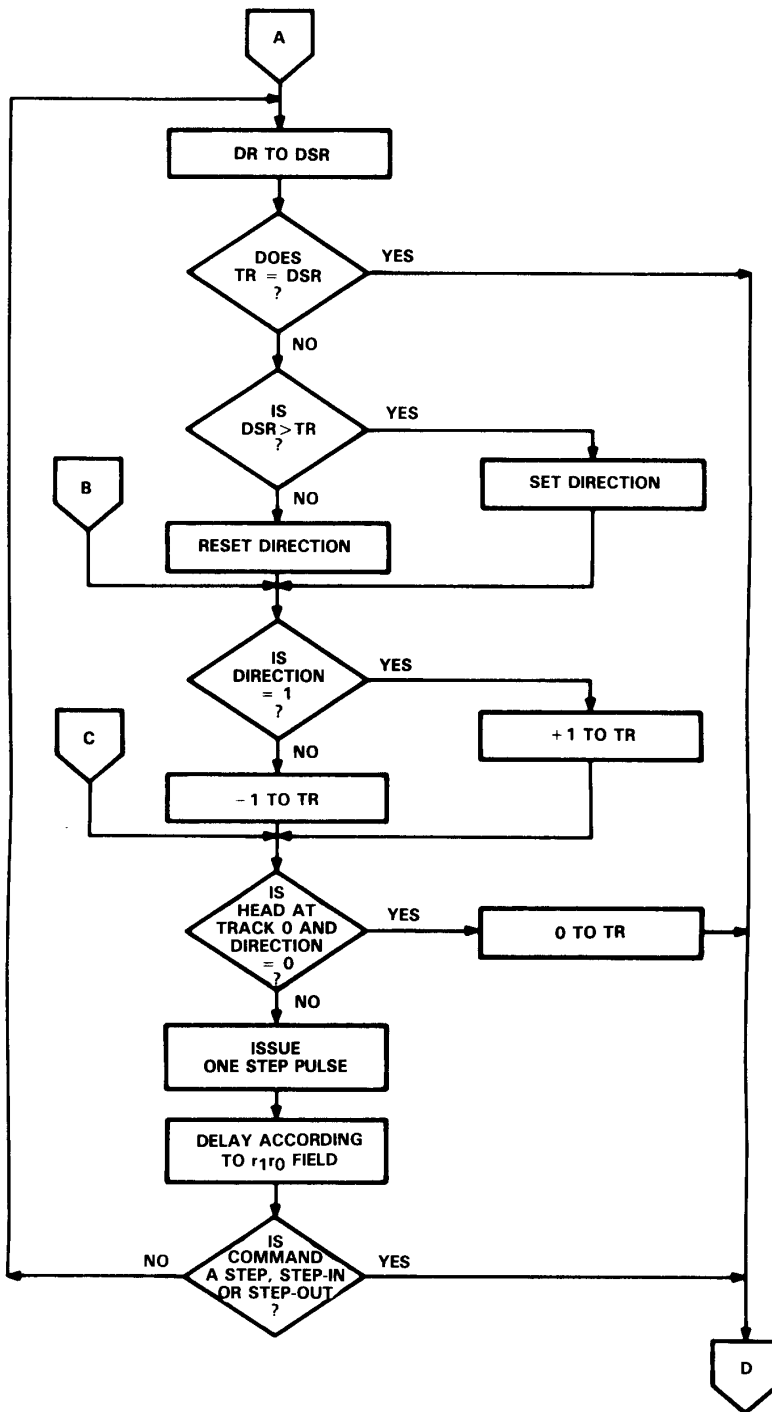 A
DR TO DSR
DOES
TR = DSR
?
YES
NO
IS
DSR > TR
?
YES
SET DIRECTION
NO
B
RESET DIRECTION
IS
DIRECTION
= 1
?
YES
+ 1 TO TR
NO
C
– 1 TO TR
IS
HEAD AT
TRACK 0 AND
DIRECTION
= 0
?
YES
0 TO TR
NO
ISSUE
ONE STEP PULSE
DELAY ACCORDING
TO r1r0 FIELD
IS
COMMAND
A STEP, STEP-IN
OR STEP-OUT
?
NO
YES
D